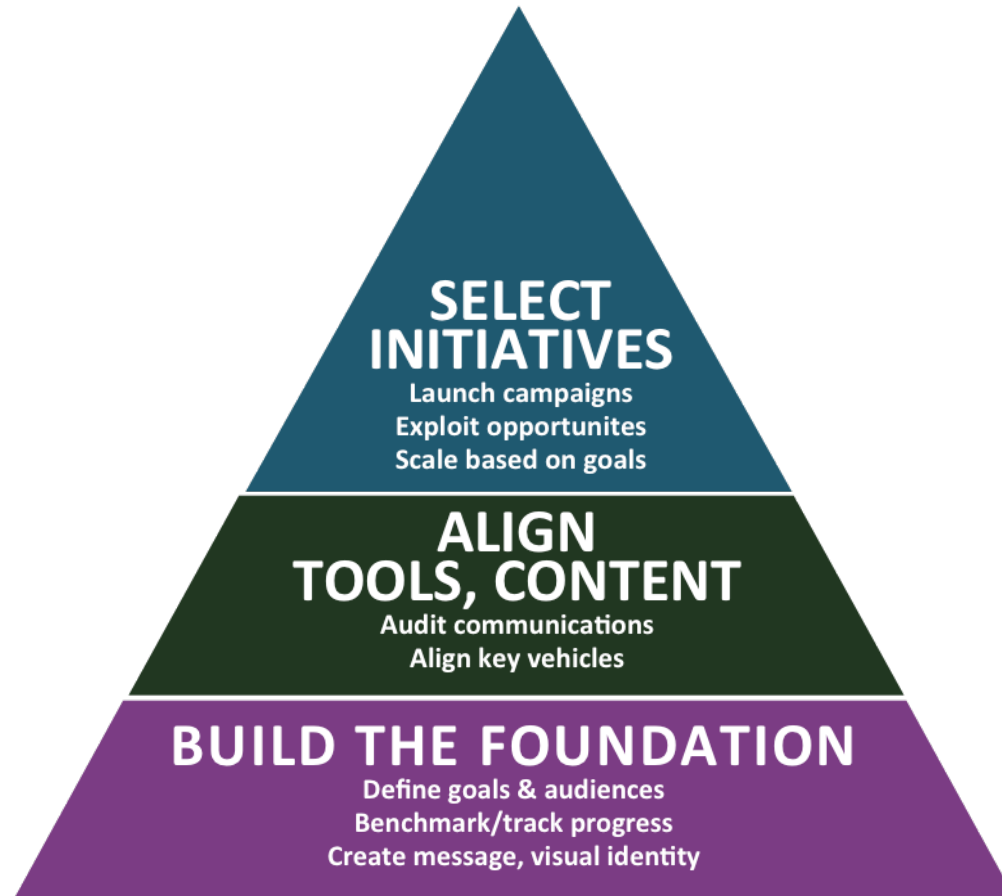 SELECT
INITIATIVES
Launch campaigns
Exploit opportunites
Scale based on goals
ALIGN
TOOLS, CONTENT
Audit communications
Align key vehicles
BUILD THE FOUNDATION
Define goals & audiences
Benchmark/track progress
Create message, visual identity